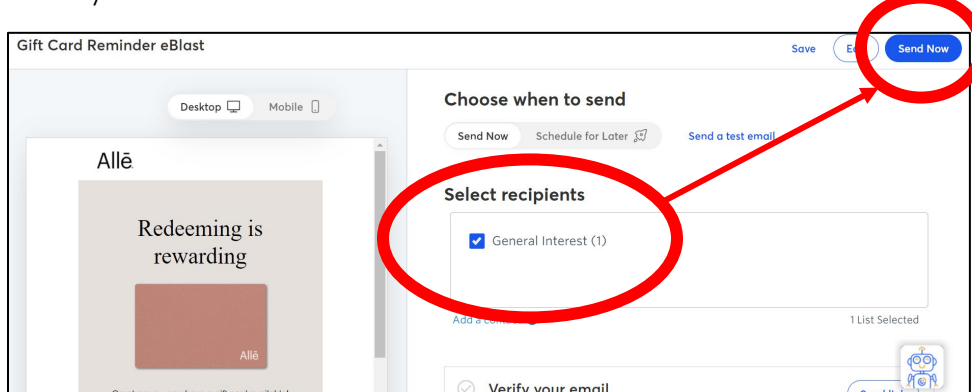 Gift Card Reminder eBlast
Save
Send Now
Desktop
Mobile
Choose when to send
Send Now
Schedule for Later
Send a test email
Allē
Select recipients
Redeeming is
rewarding
General Interest (1)
Add a
1 List Selected
Allē
Verify your email